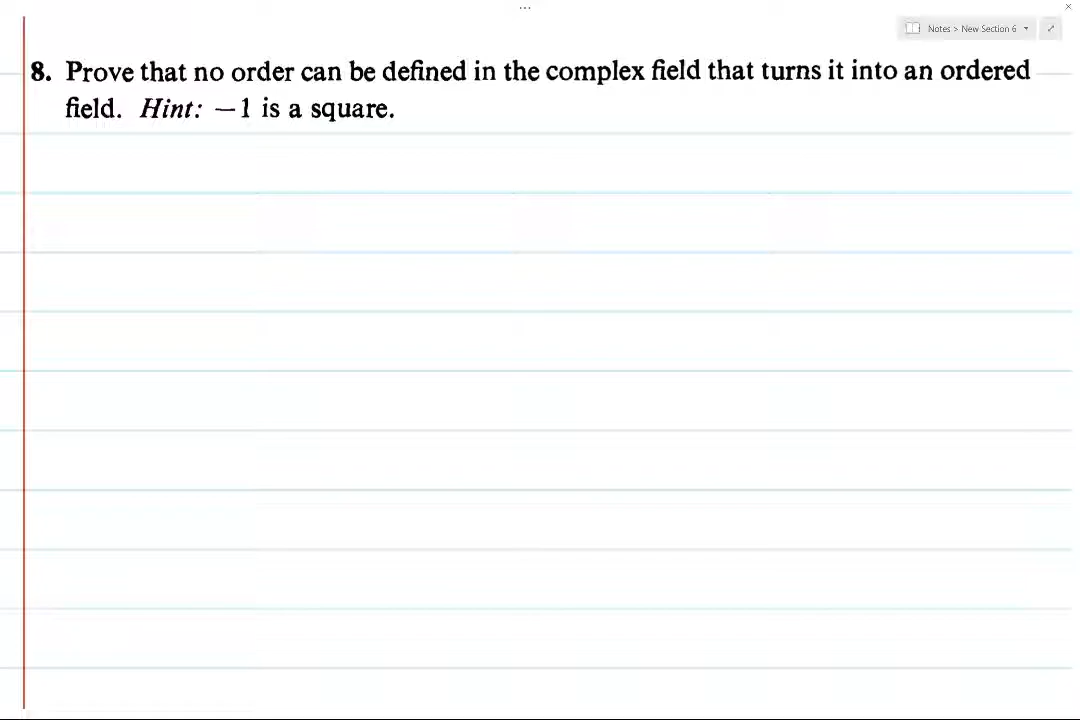 ...
Notes > New Section 6
8. Prove that no order can be defined in the complex field that turns it into an ordered
field. Hint: −1 is a square.